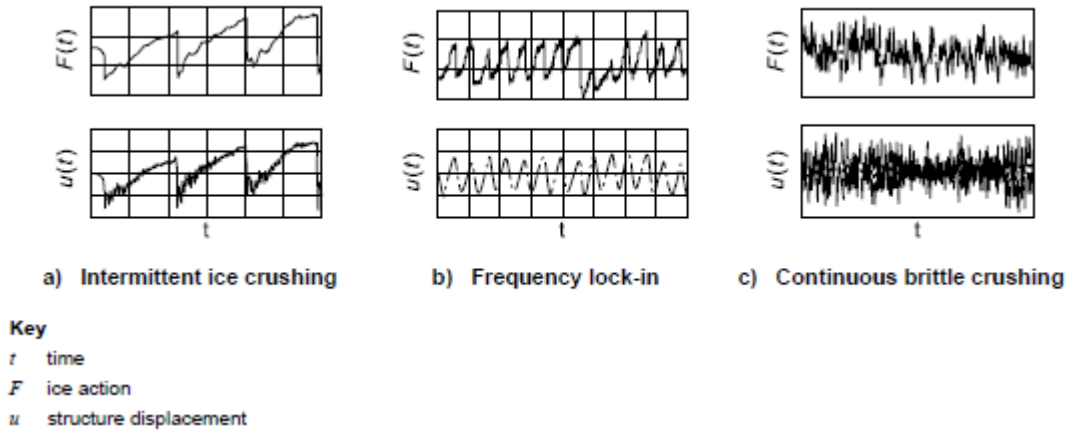 F(t)
F(t)
F(t)
u(t)
u(t)
u(t)
t
t
t
a) Intermittent ice crushing
b) Frequency lock-in
c) Continuous brittle crushing
Key
t time
F ice action
u structure displacement